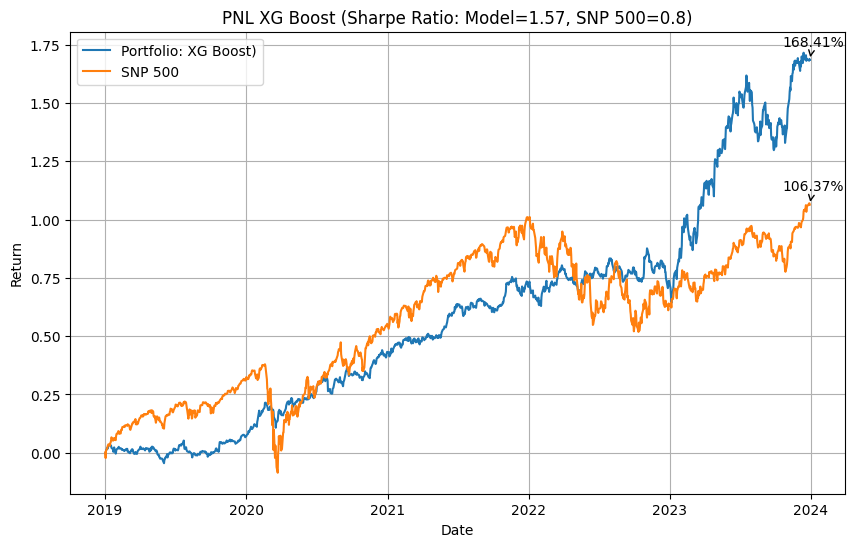 PNL XG Boost (Sharpe Ratio: Model=1.57, SNP 500=0.8)
Portfolio: XG Boost)
SNP 500
168.41%
106.37%
1.75
1.50
1.25
1.00
0.75
0.50
0.25
0.00
Return
2019 2020 2021 2022 2023 2024
Date